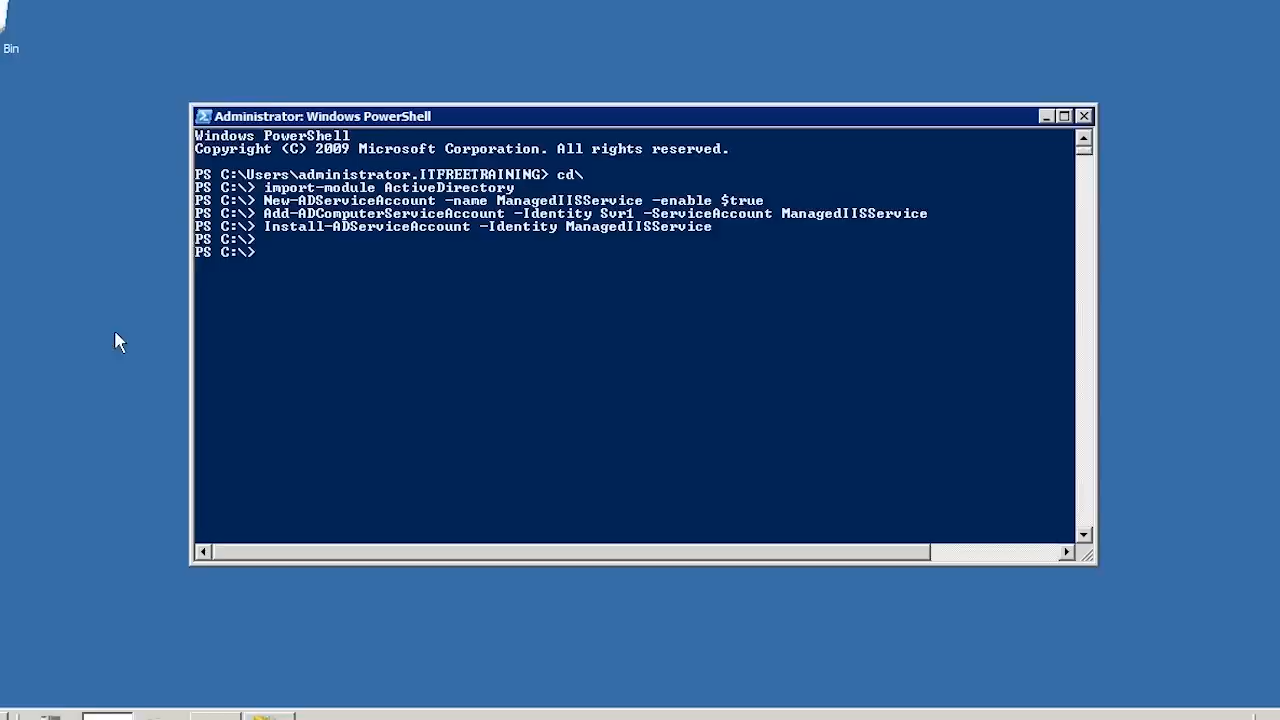 Bin
Administrator: Windows PowerShell
Windows PowerShell
Copyright (C) 2009 Microsoft Corporation. All rights reserved.
PS C:\Users\administrator.ITFREETRAINING> cd\
PS C:\> import-module ActiveDirectory
PS C:\> New-ADServiceAccount -name ManagedIISService -enable $true
PS C:\> Add-ADComputerServiceAccount -Identity Svr1 -ServiceAccount ManagedIISService
PS C:\> Install-ADServiceAccount -Identity ManagedIISService
PS C:\>
PS C:\>